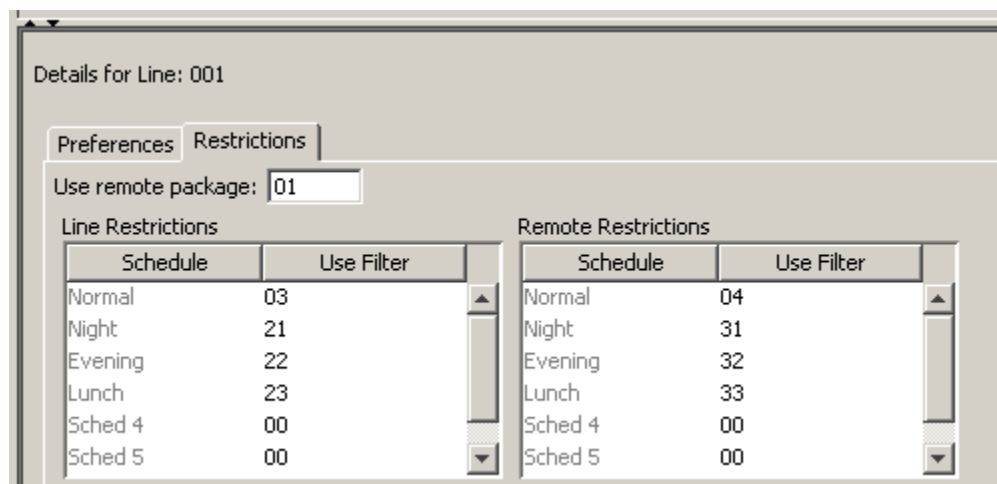 Details for Line: 001
Preferences Restrictions
Use remote package: 01
Line Restrictions
Schedule Use Filter
Normal 03
Night 21
Evening 22
Lunch 23
Sched 4 00
Sched 5 00
Remote Restrictions
Schedule Use Filter
Normal 04
Night 31
Evening 32
Lunch 33
Sched 4 00
Sched 5 00